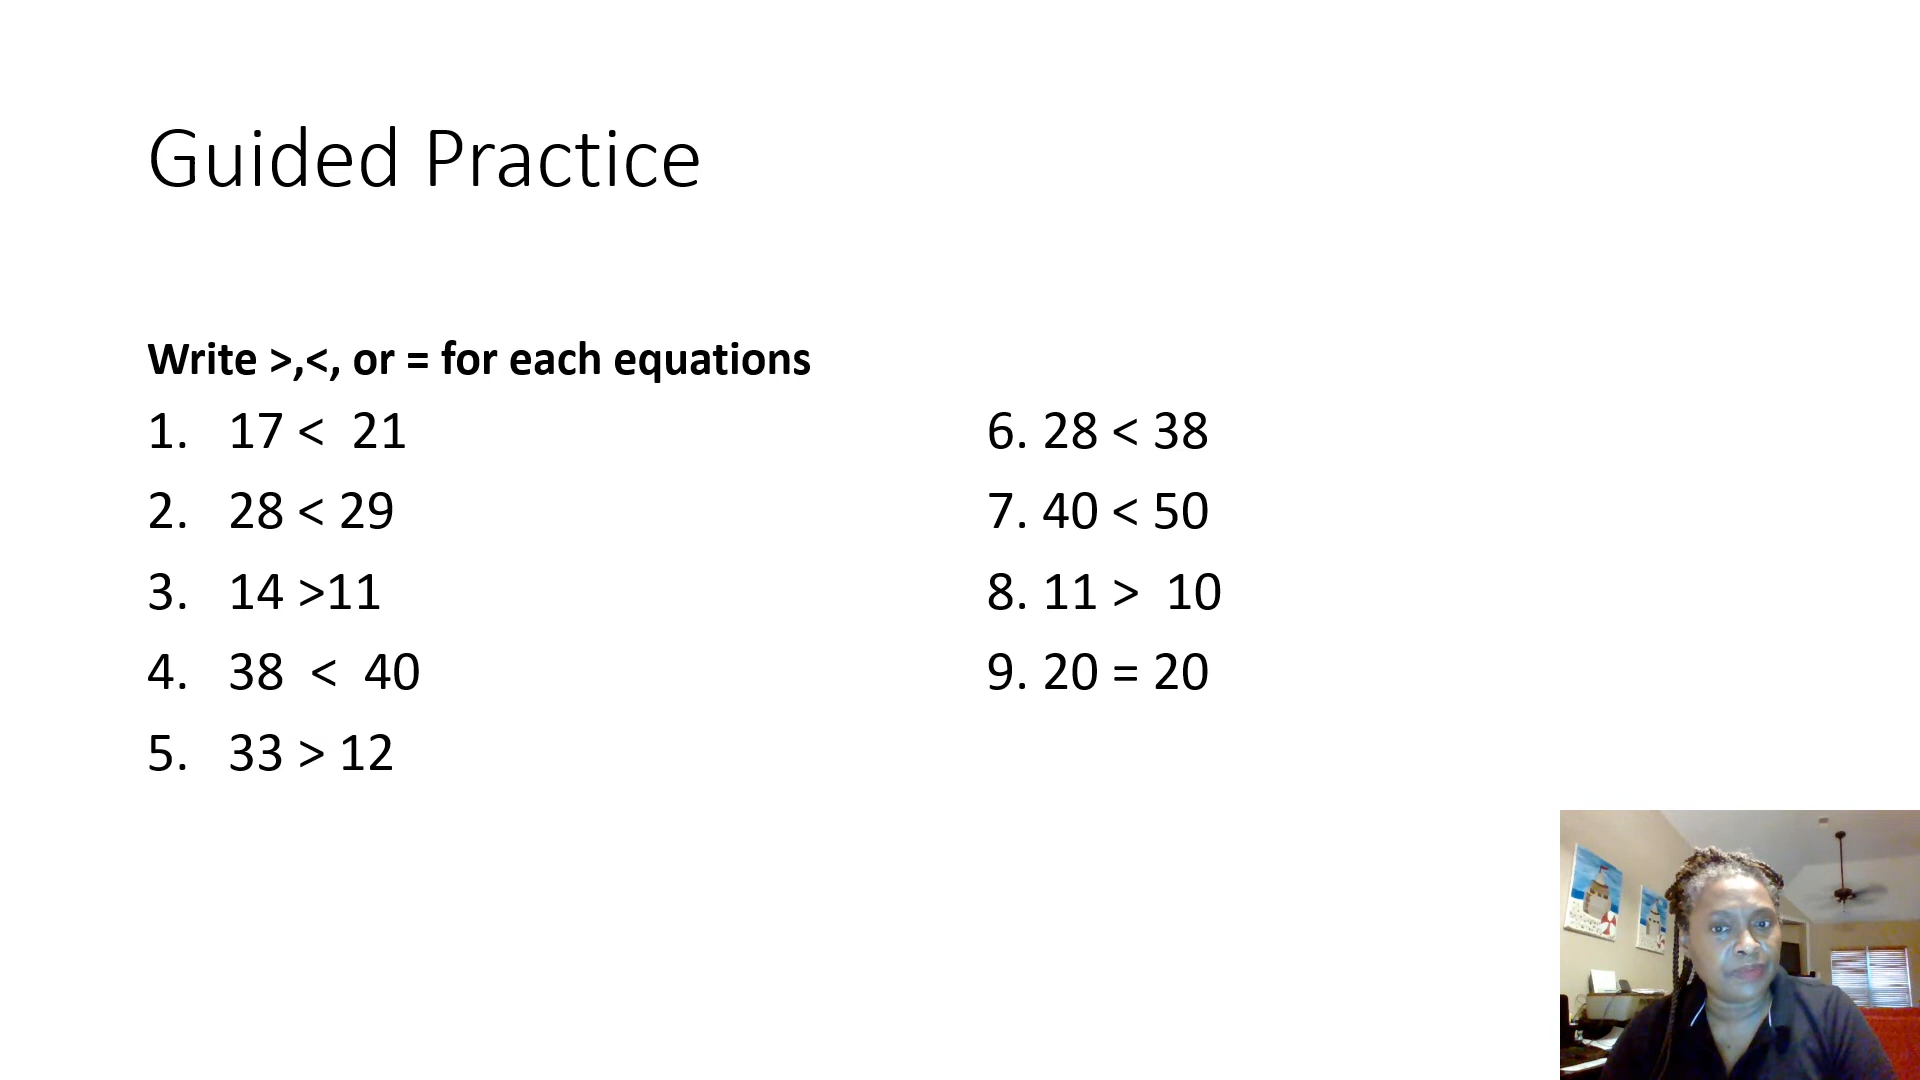 Guided Practice
Write >,<, or = for each equations
1. 17 <  21
2. 28 < 29
3. 14 >11
4. 38  <  40
5. 33 > 12
6. 28 < 38
7. 40 < 50
8. 11 >  10
9. 20 = 20